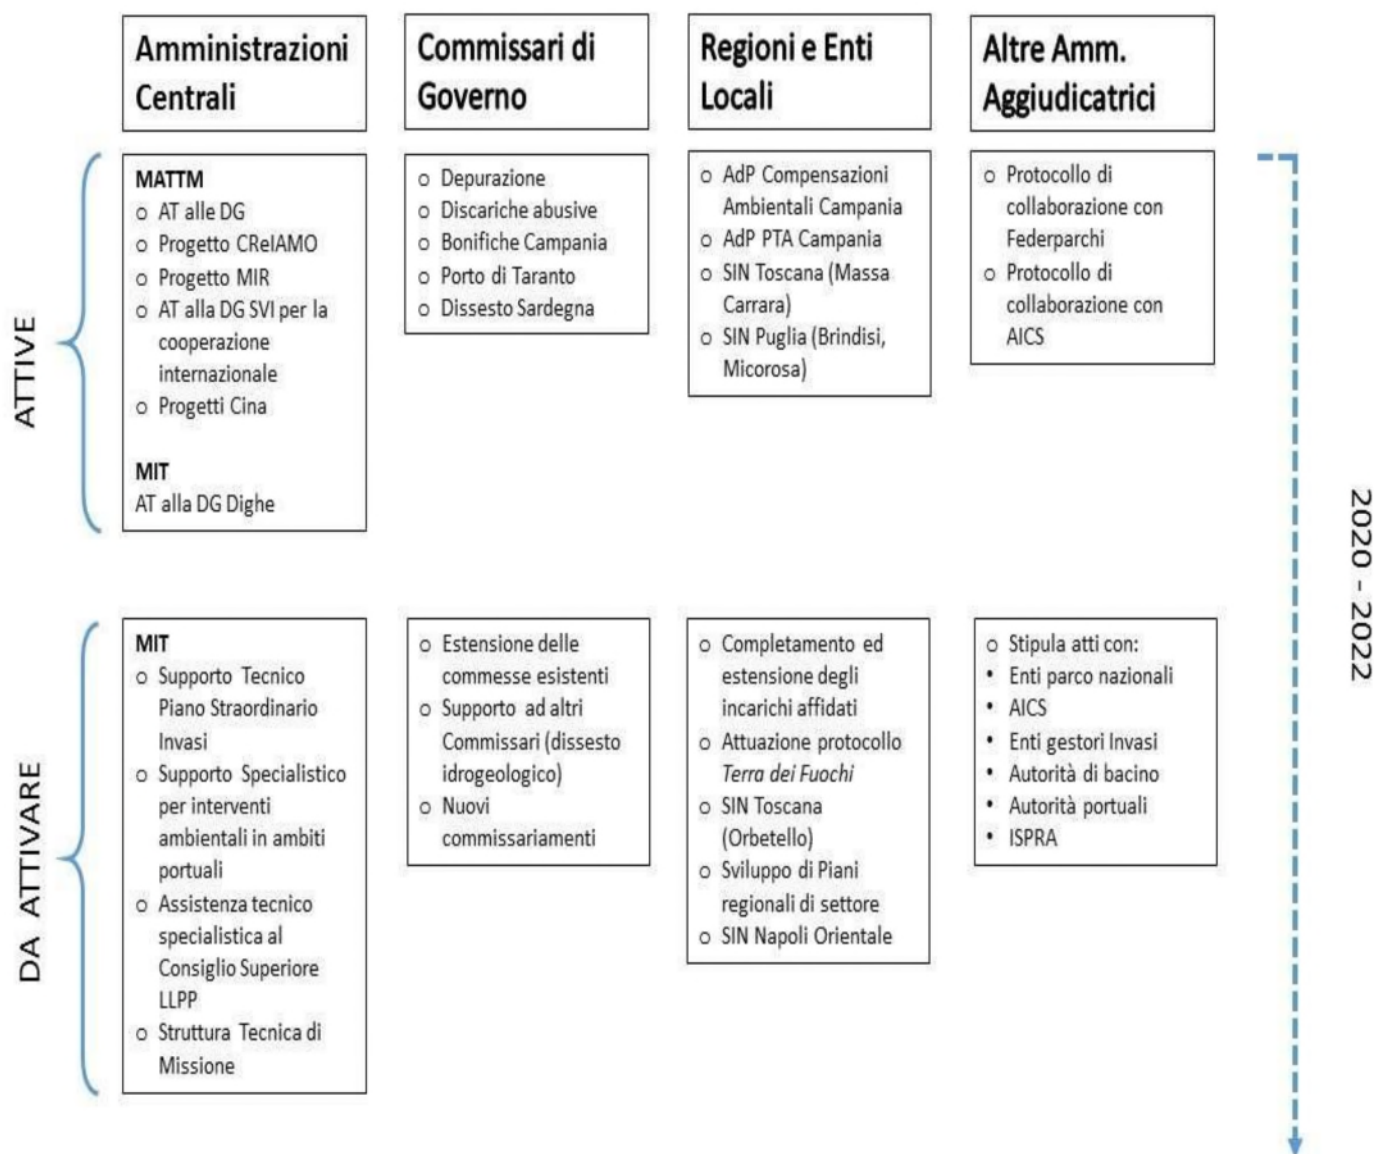 Amministrazioni
Centrali
Commissari di
Governo
Regioni e Enti
Locali
Altre Amm.
Aggiudicatrici
ATTIVE
MATTM
o AT alle DG
o Progetto CReIAMO
o Progetto MIR
o AT alla DG SVI per la
cooperazione
internazionale
o Progetti Cina
MIT
AT alla DG Dighe
o Depurazione
o Discariche abusive
o Bonifiche Campania
o Porto di Taranto
o Dissesto Sardegna
o AdP Compensazioni
Ambientali Campania
o AdP PTA Campania
o SIN Toscana (Massa
Carrara)
o SIN Puglia (Brindisi,
Micorosa)
o Protocollo di
collaborazione con
Federparchi
o Protocollo di
collaborazione con
AICS
2020 - 2022
DA ATTIVARE
MIT
o Supporto Tecnico
Piano Straordinario
Invasi
o Supporto Specialistico
per interventi
ambientali in ambiti
portuali
o Assistenza tecnico
specialistica al
Consiglio Superiore
LLPP
o Struttura Tecnica di
Missione
o Estensione delle
commesse esistenti
o Supporto ad altri
Commissari (dissesto
idrogeologico)
o Nuovi
commissariamenti
o Completamento ed
estensione degli
incarichi affidati
o Attuazione protocollo
Terra dei Fuochi
o SIN Toscana
(Orbetello)
o Sviluppo di Piani
regionali di settore
o SIN Napoli Orientale
o Stipula atti con:
• Enti parco nazionali
• AICS
• Enti gestori Invasi
• Autorità di bacino
• Autorità portuali
• ISPRA